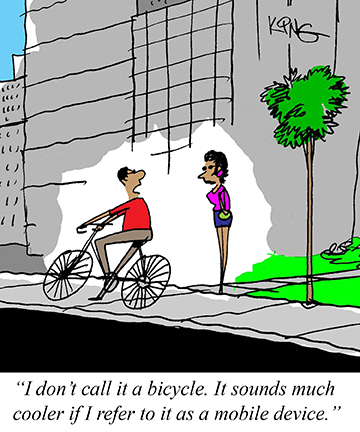 KING
“I don’t call it a bicycle. It sounds much
cooler if I refer to it as a mobile device.”